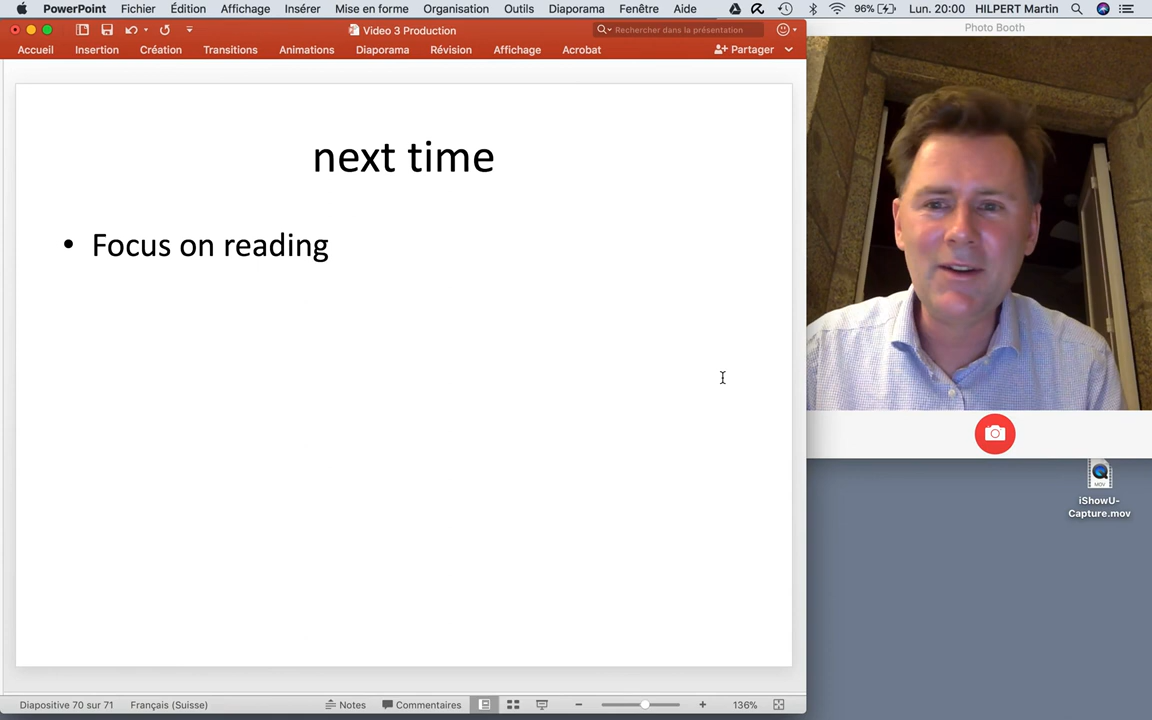 PowerPoint Fichier Édition Affichage Insérer Mise en forme Organisation Outils Diaporama Fenêtre Aide 96% Lun. 20:00 HILPERT Martin
Video 3 Production
Rechercher dans la présentation
Photo Booth
Accueil Insertion Création Transitions Animations Diaporama Révision Affichage Acrobat Partager
next time
• Focus on reading
MOV
iShowU-
Capture.mov
Diapositive 70 sur 71 Français (Suisse) Notes Commentaires 136%